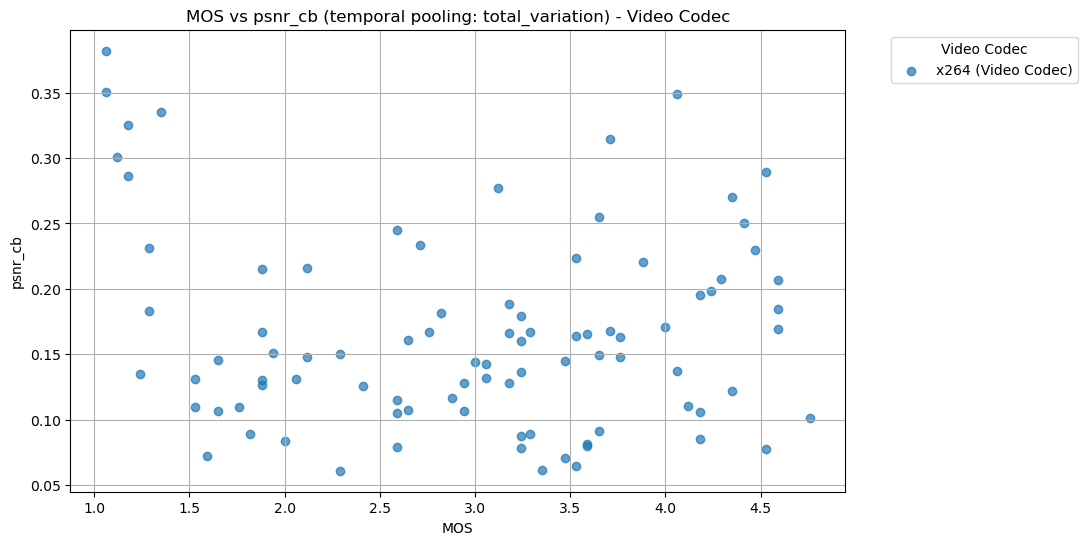 MOS vs psnr_cb (temporal pooling: total_variation) - Video Codec
Video Codec
x264 (Video Codec)
psnr_cb
0.35
0.30
0.25
0.20
0.15
0.10
0.05
1.0 1.5 2.0 2.5 3.0 3.5 4.0 4.5
MOS